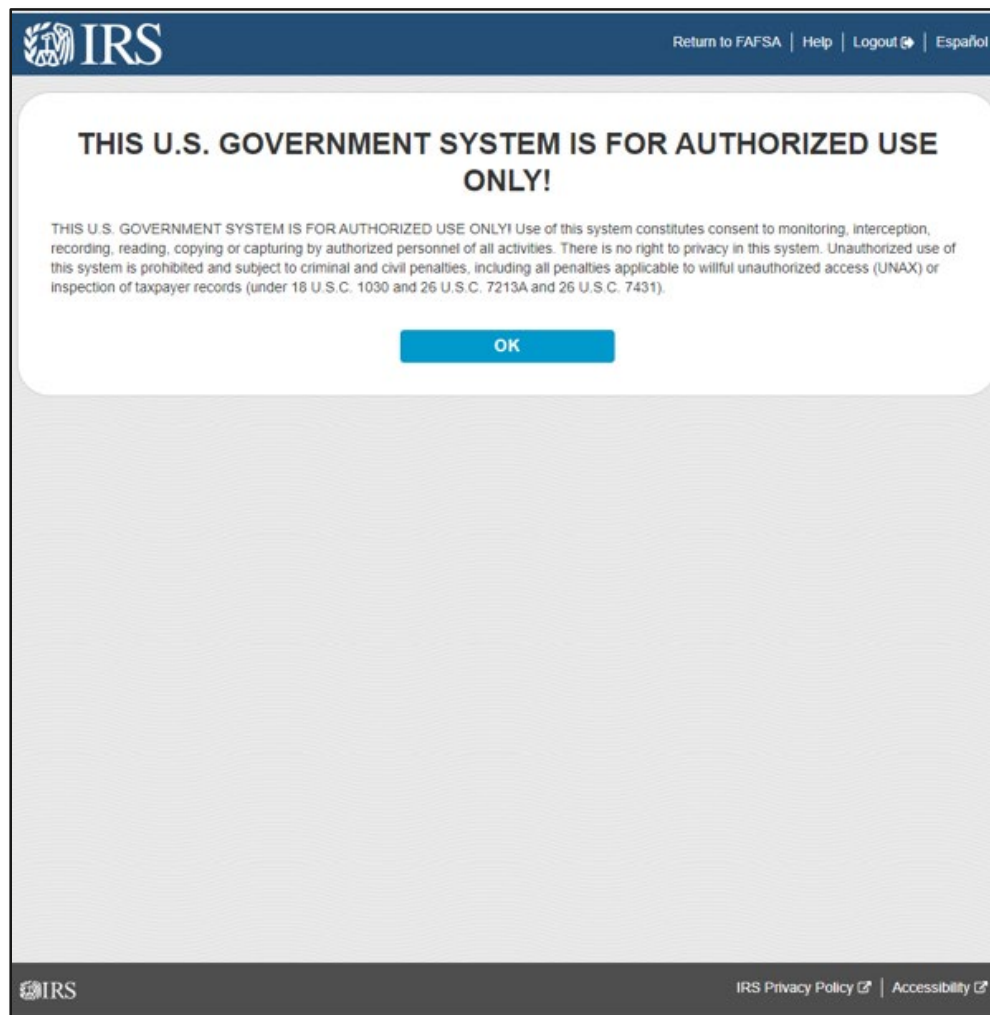 IRS
Return to FAFSA | Help | Logout | Español
THIS U.S. GOVERNMENT SYSTEM IS FOR AUTHORIZED USE
ONLY!
THIS U.S. GOVERNMENT SYSTEM IS FOR AUTHORIZED USE ONLY! Use of this system constitutes consent to monitoring, interception,
recording, reading, copying or capturing by authorized personnel of all activities. There is no right to privacy in this system. Unauthorized use of
this system is prohibited and subject to criminal and civil penalties, including all penalties applicable to willful unauthorized access (UNAX) or
inspection of taxpayer records (under 18 U.S.C. 1030 and 26 U.S.C. 7213A and 26 U.S.C. 7431).
OK
IRS
IRS Privacy Policy | Accessibility